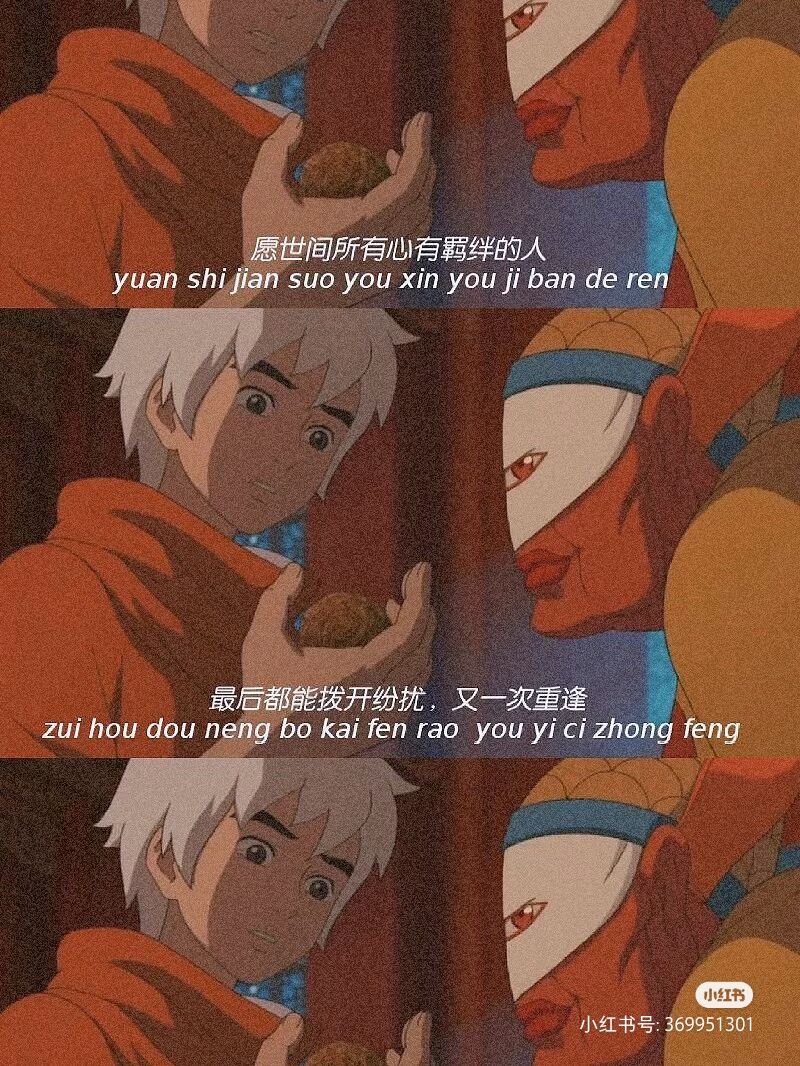 愿世间所有心有羁绊的人
yuan shi jian suo you xin you ji ban de ren
最后都能拨开纷扰，又一次重逢
zui hou dou neng bo kai fen rao you yi ci zhong feng
小红书
小红书号: 369951301